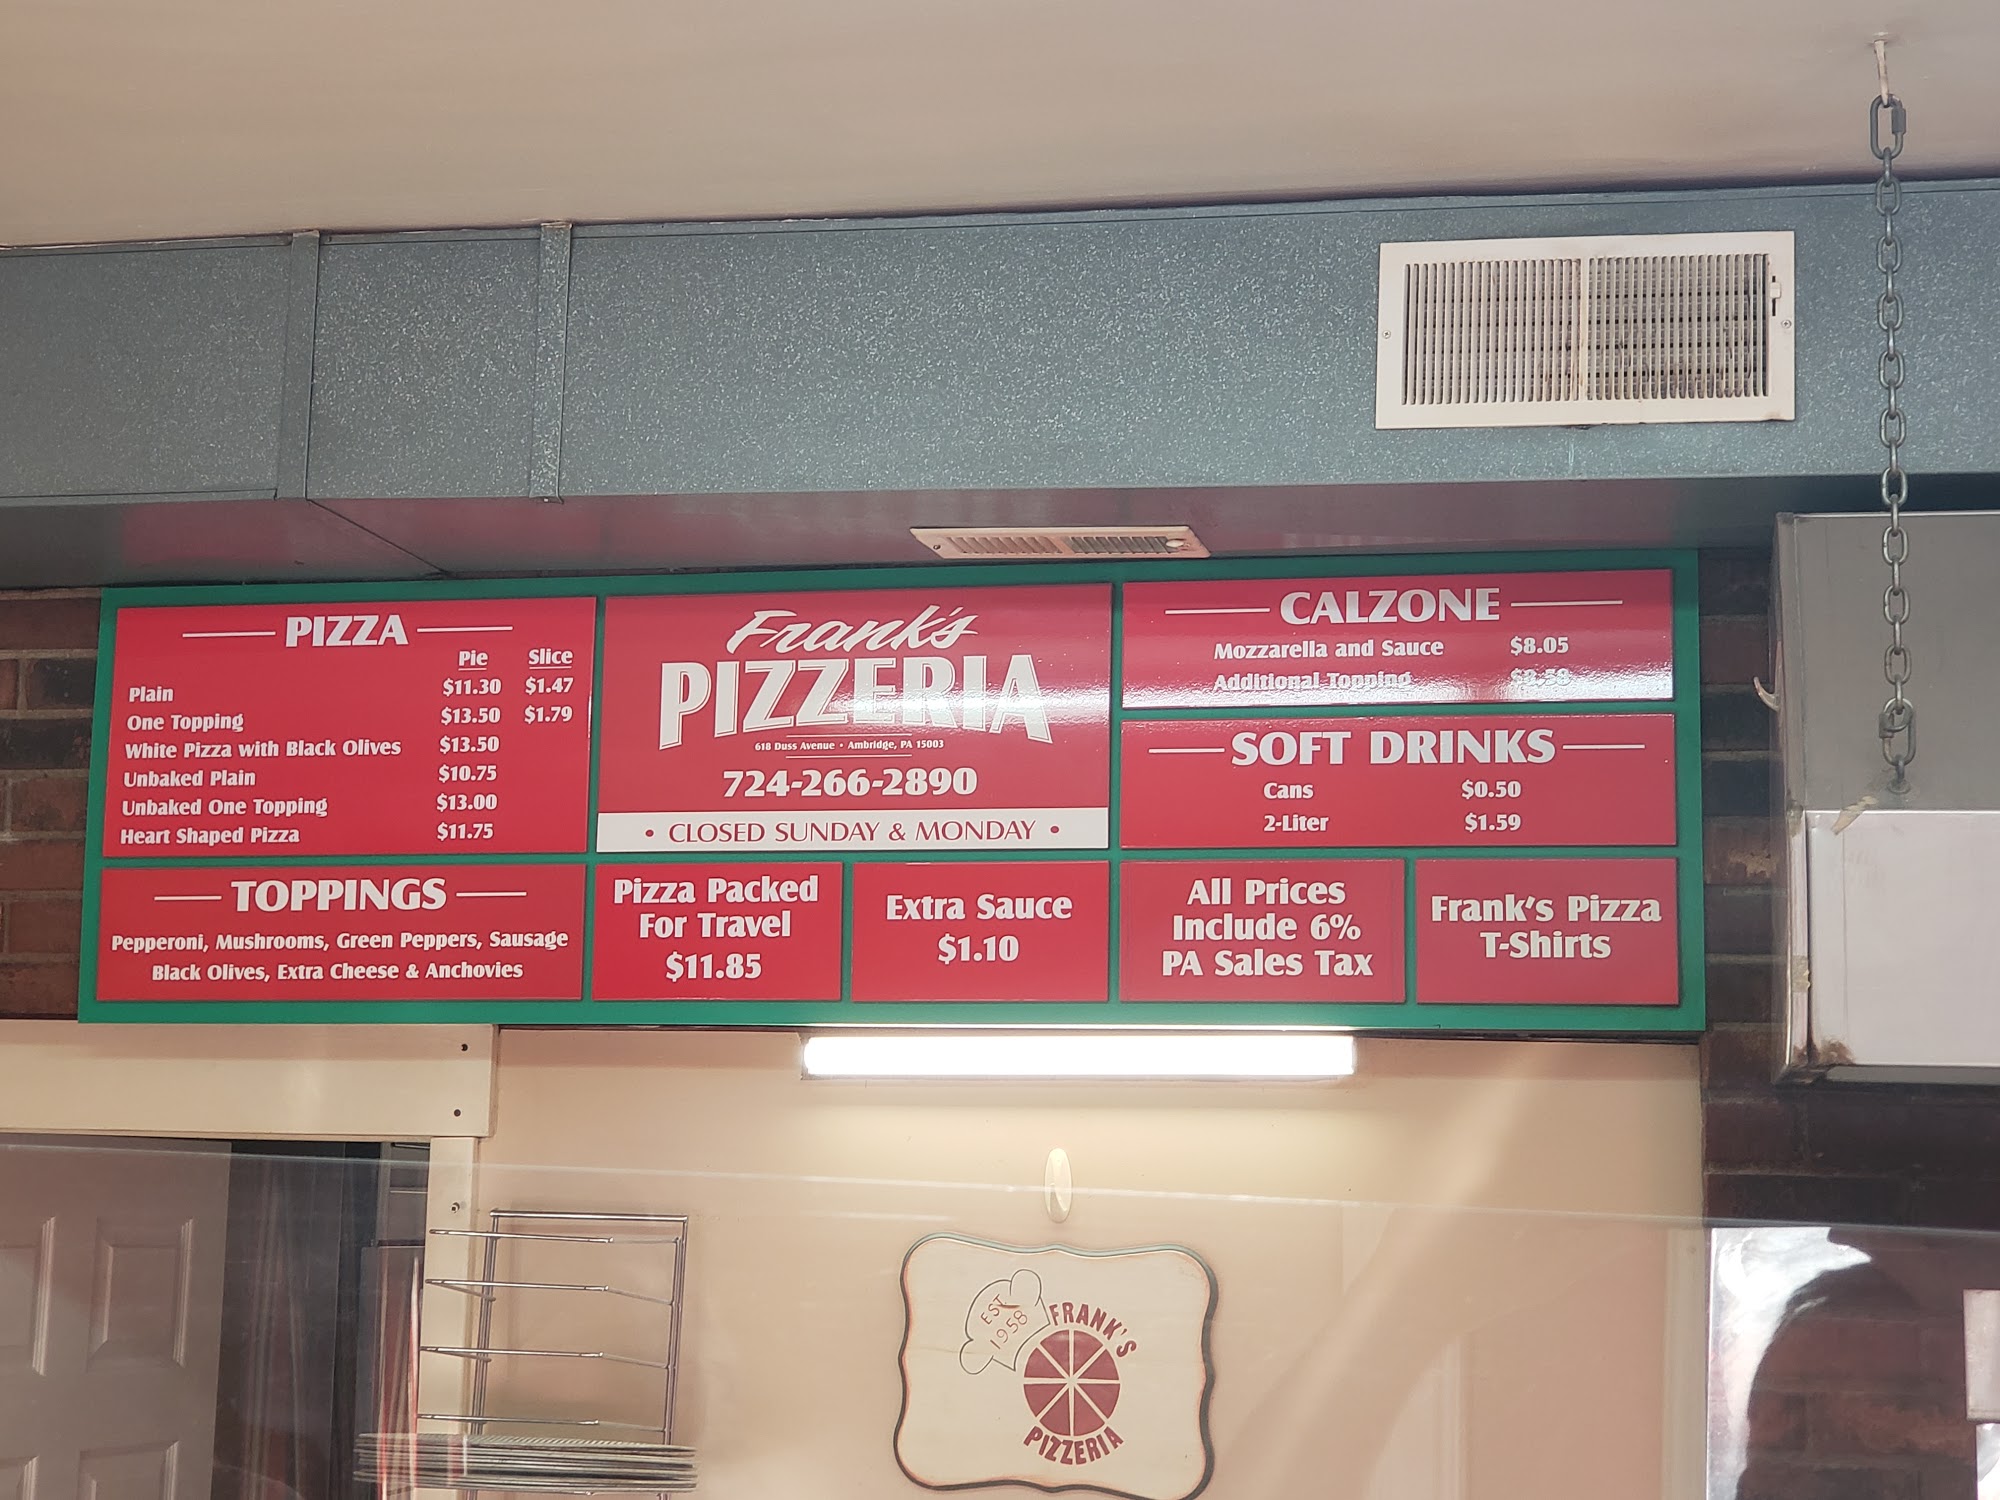 PIZZA
Pie Slice
Plain $11.30 $1.47
One Topping $13.50 $1.79
White Pizza with Black Olives $13.50
Unbaked Plain $10.75
Unbaked One Topping $13.00
Heart Shaped Pizza $11.75
TOPPINGS
Pepperoni, Mushrooms, Green Peppers, Sausage
Black Olives, Extra Cheese & Anchovies
Frank's
PIZZERIA
618 Duss Avenue • Ambridge, PA 15003
724-266-2890
• CLOSED SUNDAY & MONDAY •
Pizza Packed
For Travel
$11.85
Extra Sauce
$1.10
CALZONE
Mozzarella and Sauce $8.05
Additional Topping
SOFT DRINKS
Cans $0.50
2-Liter $1.59
All Prices
Include 6%
PA Sales Tax
Frank's Pizza
T-Shirts
EST.
1958
FRANK'S
PIZZERIA